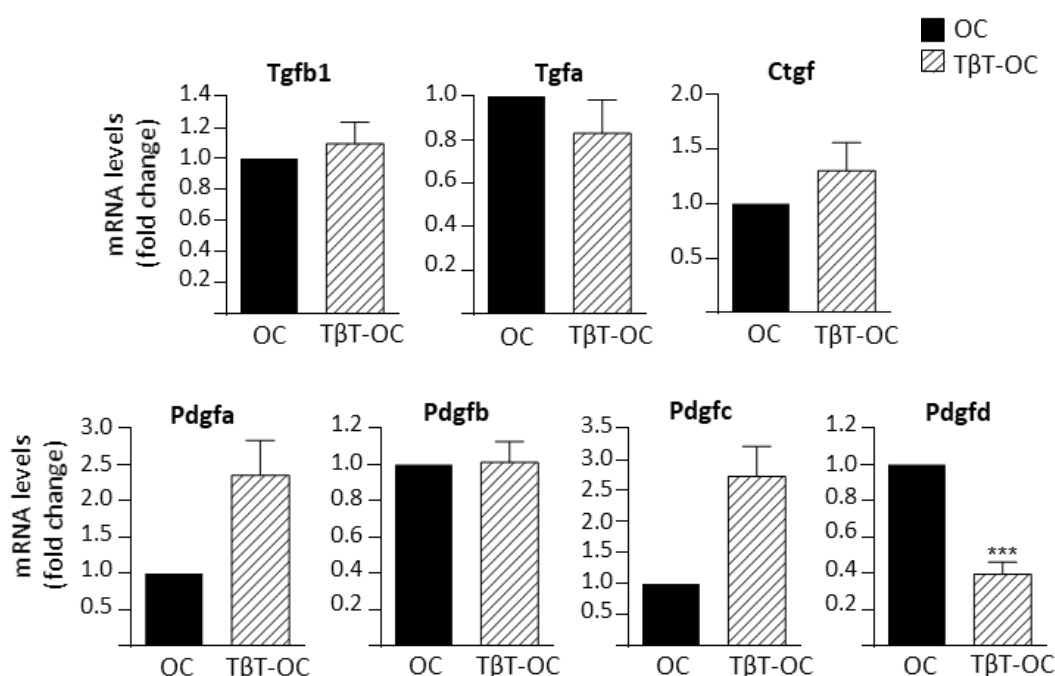 OC
TβT-OC
Tgfb1
Tgfa
Ctgf
mRNA levels
(fold change)
1.4
1.2
1.0
0.8
0.6
0.4
0.2
1.0
0.8
0.6
0.4
0.2
2.0
1.5
1.0
0.5
OC
TβT-OC
OC
TβT-OC
OC
TβT-OC
Pdgfa
Pdgfb
Pdgfc
Pdgfd
mRNA levels
(fold change)
3.0
2.5
2.0
1.5
1.0
0.5
1.2
1.0
0.8
0.6
0.4
0.2
3.5
3.0
2.5
2.0
1.5
1.0
0.5
1.2
1.0
0.8
0.6
0.4
0.2
***
OC
TβT-OC
OC
TβT-OC
OC
TβT-OC
OC
TβT-OC